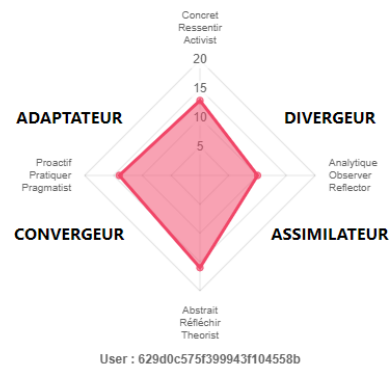 Concret
Ressentir
Activist
20
15
10
5
ADAPTATEUR
DIVERGEUR
Proactif
Pratiquer
Pragmatist
Analytique
Observer
Reflector
CONVERGEUR
ASSIMILATEUR
Abstrait
Réfléchir
Theorist
User : 629d0c575f399943f104558b